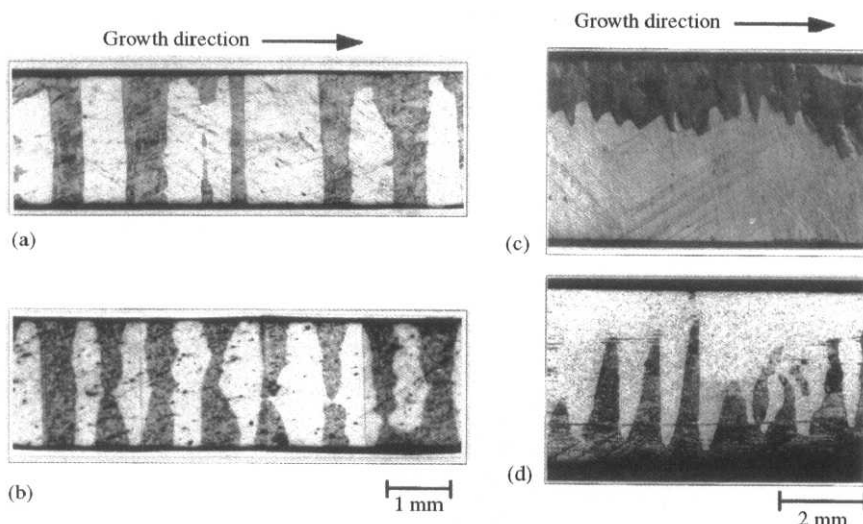 Growth direction
Growth direction
(a)
(c)
(b)
1 mm
(d)
2 mm